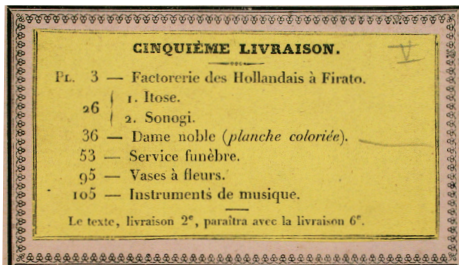 CINQUIÈME LIVRAISON.
V
PL. 3 — Factorerie des Hollandais à Firato.
26 { 1. Itose.
2. Sonogi.
36 — Dame noble (planche coloriée).
53 — Service funèbre.
95 — Vases à fleurs.
105 — Instruments de musique.
Le texte, livraison 2e, paraîtra avec la livraison 6e.